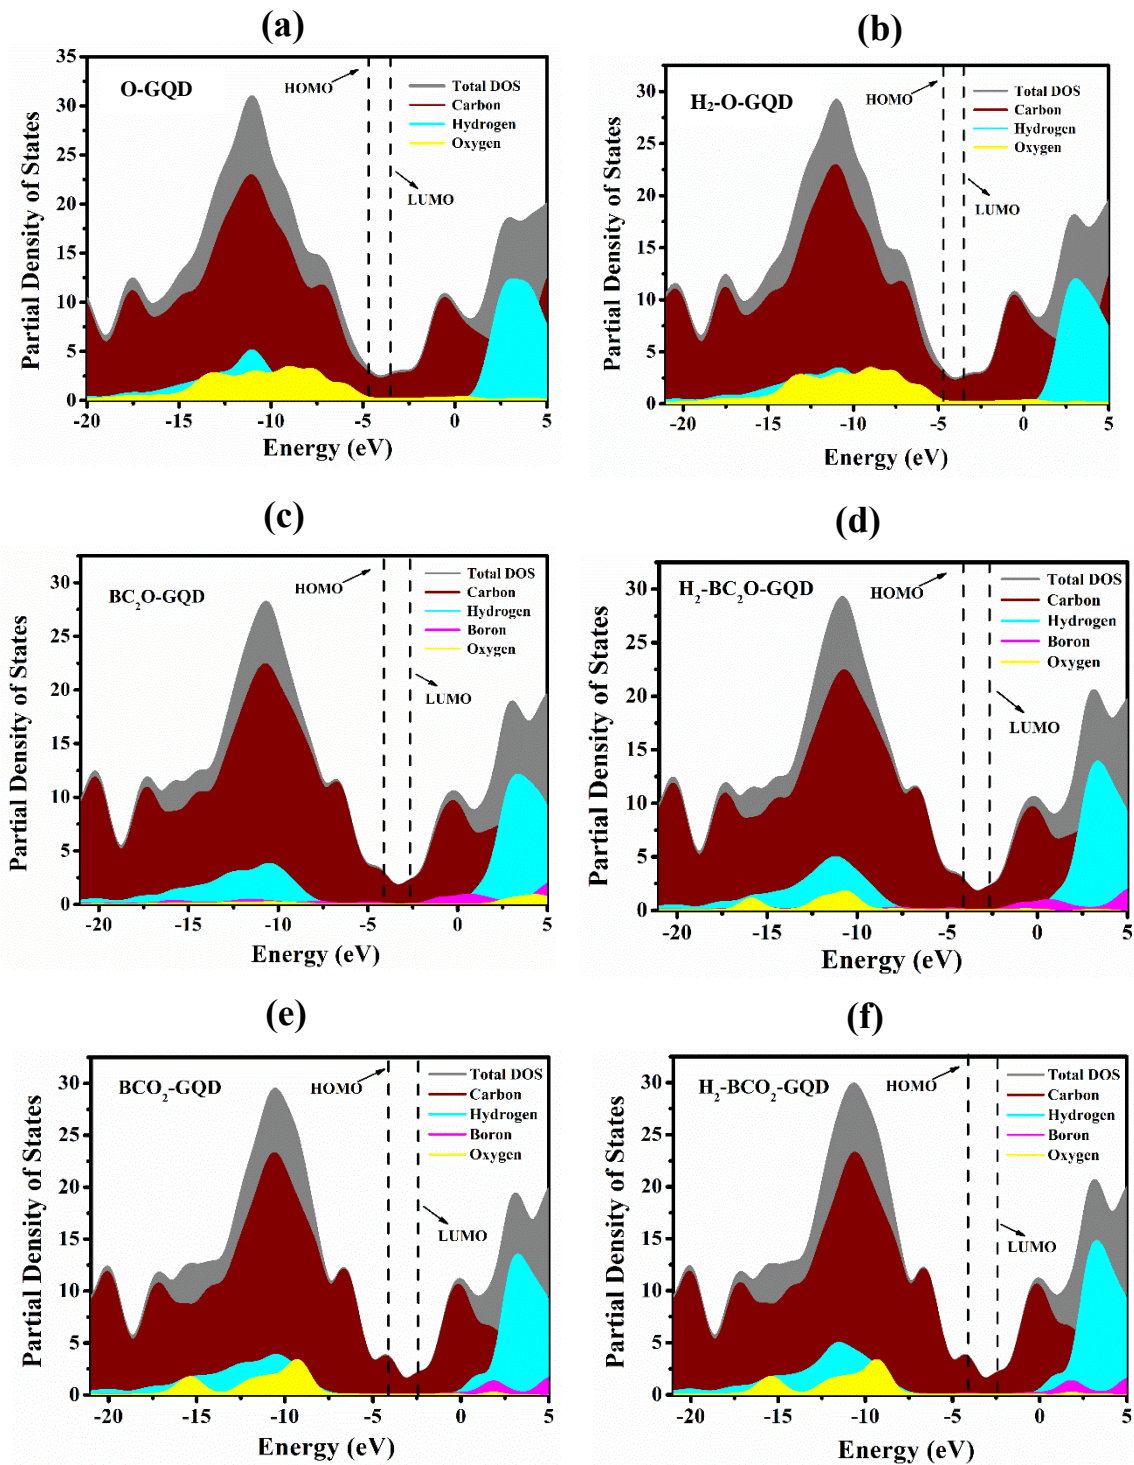 (a)
O-GQD
HOMO
LUMO
Total DOS
Carbon
Hydrogen
Oxygen
Partial Density of States
35
30
25
20
15
10
5
0
-20
-15
-10
-5
0
5
Energy (eV)
(b)
H₂-O-GQD
HOMO
LUMO
Total DOS
Carbon
Hydrogen
Oxygen
Partial Density of States
30
25
20
15
10
5
0
-20
-15
-10
-5
0
5
Energy (eV)
(c)
BC₂O-GQD
HOMO
LUMO
Total DOS
Carbon
Hydrogen
Boron
Oxygen
Partial Density of States
30
25
20
15
10
5
0
-20
-15
-10
-5
0
5
Energy (eV)
(d)
H₂-BC₂O-GQD
HOMO
LUMO
Total DOS
Carbon
Hydrogen
Boron
Oxygen
Partial Density of States
30
25
20
15
10
5
0
-20
-15
-10
-5
0
5
Energy (eV)
(e)
BCO₂-GQD
HOMO
LUMO
Total DOS
Carbon
Hydrogen
Boron
Oxygen
Partial Density of States
30
25
20
15
10
5
0
-20
-15
-10
-5
0
5
Energy (eV)
(f)
H₂-BCO₂-GQD
HOMO
LUMO
Total DOS
Carbon
Hydrogen
Boron
Oxygen
Partial Density of States
30
25
20
15
10
5
0
-20
-15
-10
-5
0
5
Energy (eV)